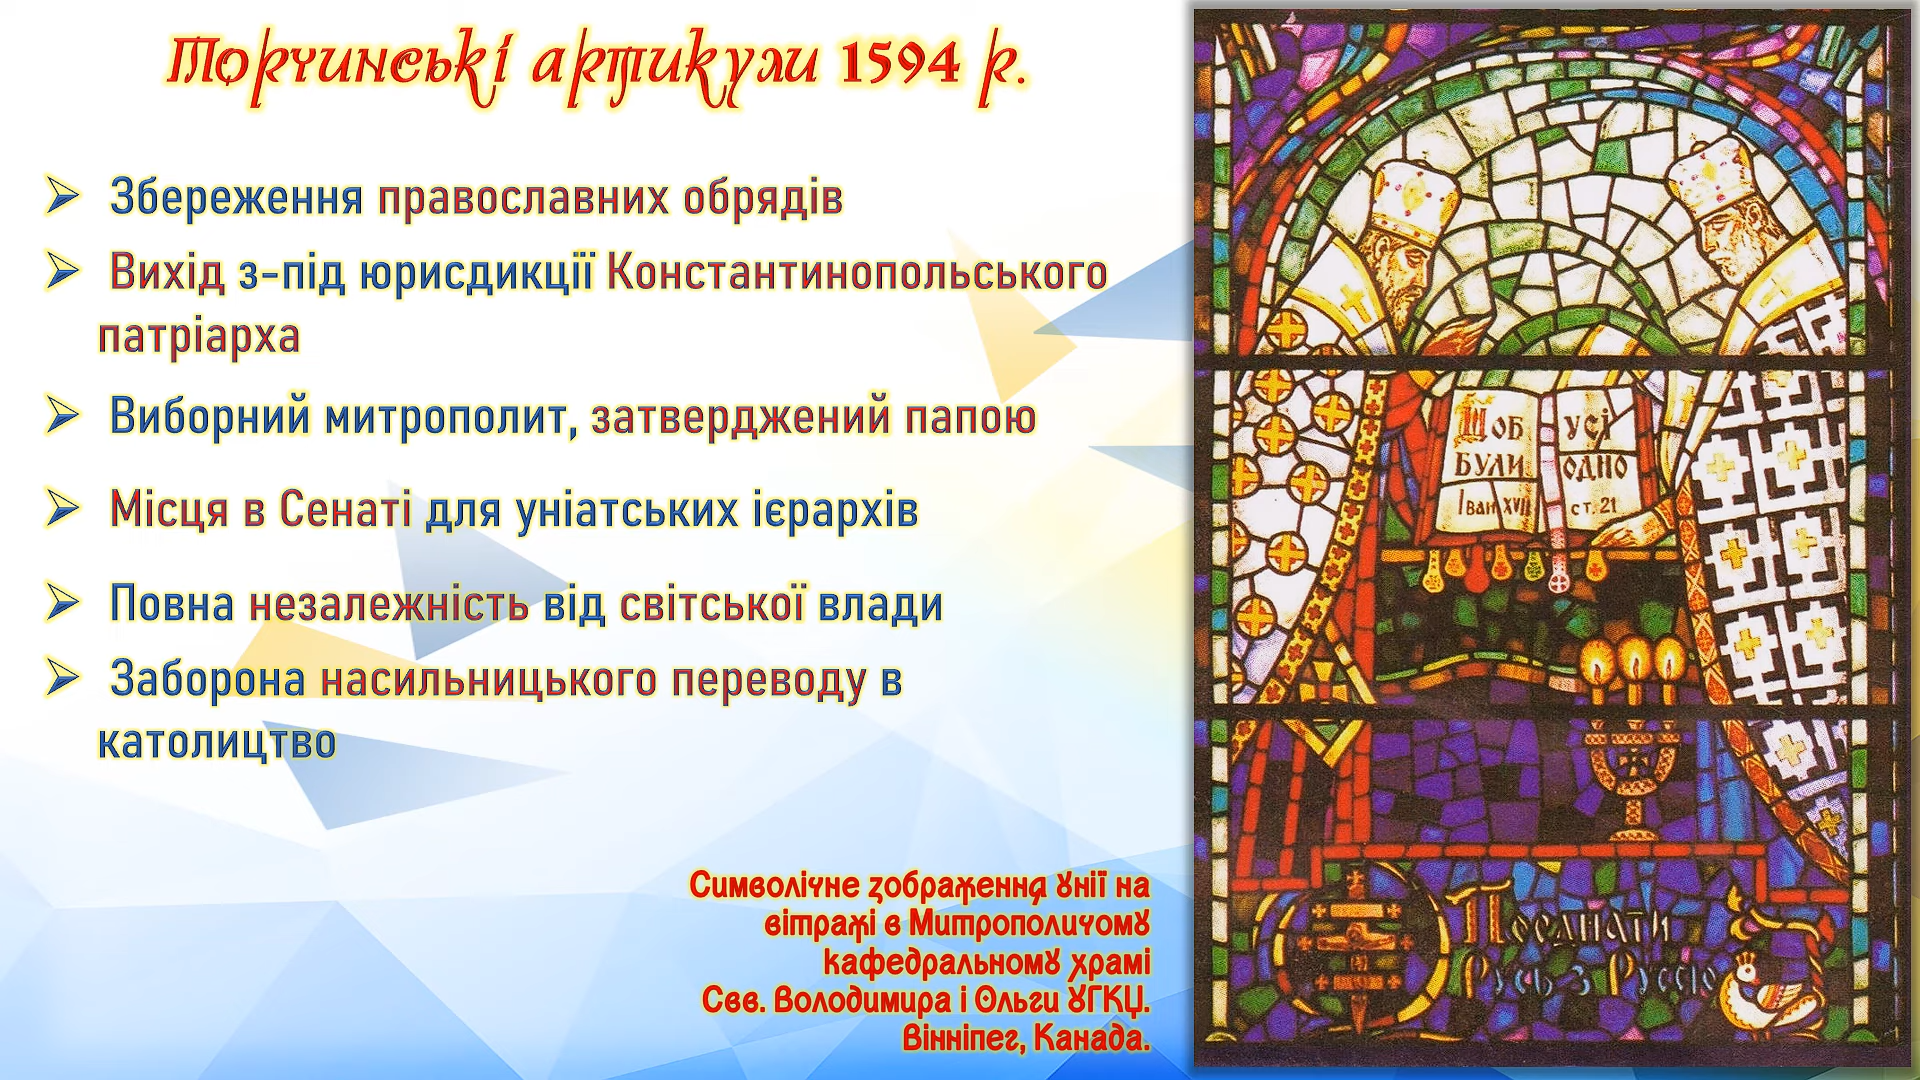 Торчинські артикули 1594 р.
Збереження православних обрядів
Вихід з-під юрисдикції Константинопольського
патріарха
Виборний митрополит, затверджений папою
Місця в Сенаті для уніатських ієрархів
Повна незалежність від світської влади
Заборона насильницького переводу в
католицтво
Символічне зображення унії на
вітражі в Митрополичому
кафедральному храмі
Свв. Володимира і Ольги УГКЦ.
Вінніпег, Канада.
Щоб
були
Іван XVII
усі
одно
ст. 21
Поєднати
Русь з Руссю